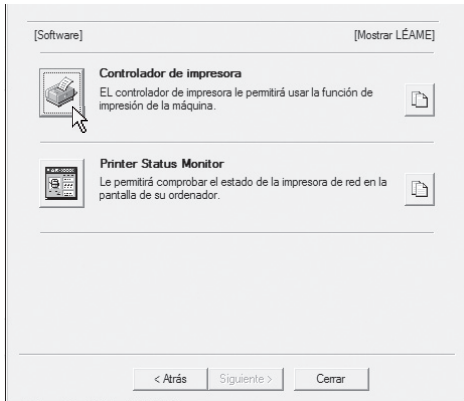 [Software] [Mostrar LÉAME]
Controlador de impresora
EL controlador de impresora le permitirá usar la función de
impresión de la máquina.
Printer Status Monitor
Le permitirá comprobar el estado de la impresora de red en la
pantalla de su ordenador.
< Atrás Siguiente > Cerrar